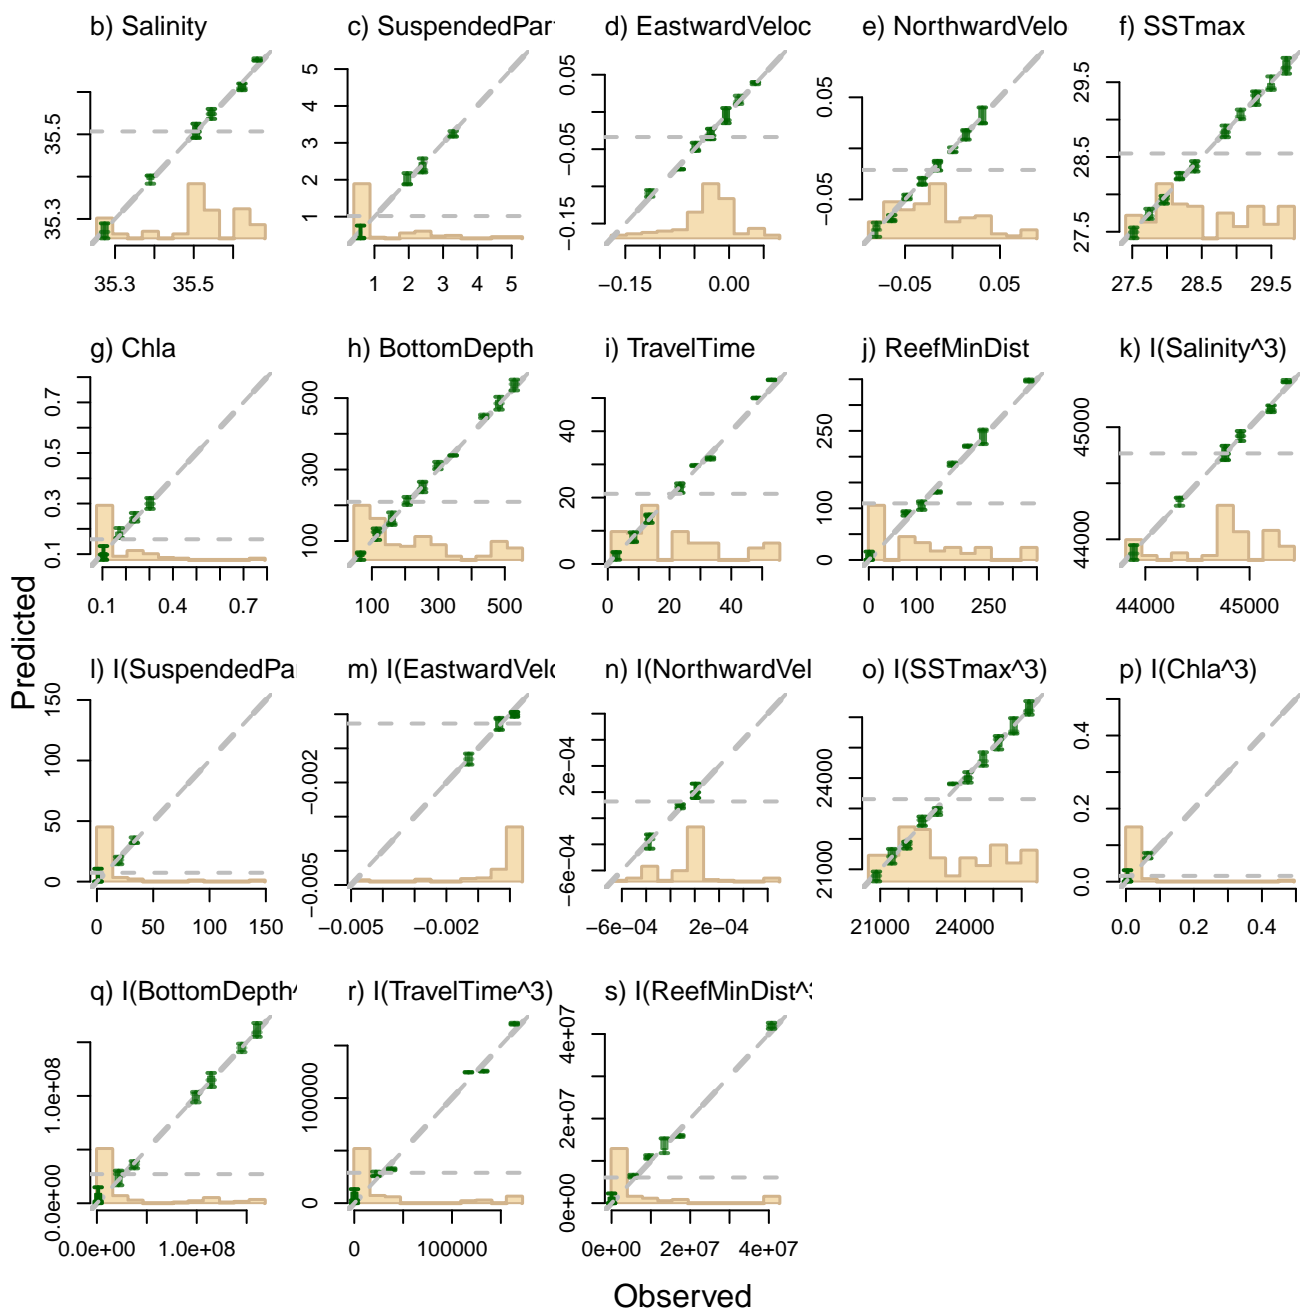 b) Salinity
c) SuspendedPar
d) EastwardVeloc
e) NorthwardVelo
f) SSTmax
35.3 35.5
35.3 35.5
1 2 3 4 5
1 2 3 4 5
−0.15 −0.05 0.05
−0.15 0.00
−0.05 0.05
−0.05 0.05
27.5 28.5 29.5
27.5 28.5 29.5
g) Chla
h) BottomDepth
i) TravelTime
j) ReefMinDist
k) I(Salinity^3)
0.1 0.3 0.5 0.7
0.1 0.4 0.7
100 300 500
100 300 500
0 20 40
0 20 40
0 100 250
0 100 250
44000 45000
44000 45000
Predicted
l) I(SuspendedPar
m) I(EastwardVelo
n) I(NorthwardVel
o) I(SSTmax^3)
p) I(Chla^3)
0 50 100 150
0 50 100 150
−0.005 −0.002
−0.005 −0.002
−6e−04 2e−04
−6e−04 2e−04
21000 24000
21000 24000
0.0 0.2 0.4
0.0 0.2 0.4
q) I(BottomDepth^
r) I(TravelTime^3)
s) I(ReefMinDist^3
0.0e+00 1.0e+08
0.0e+00 1.0e+08
0 100000
0 100000
0e+00 2e+07 4e+07
0e+00 2e+07 4e+07
Observed